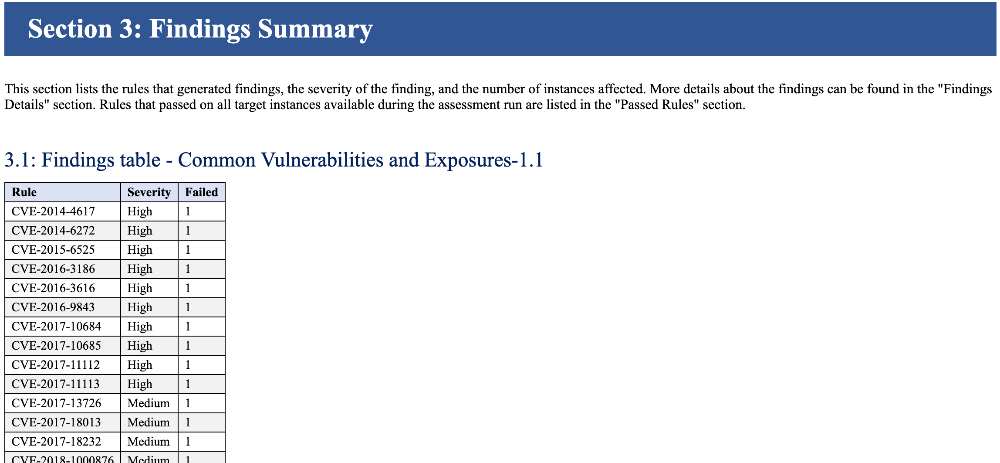 Section 3: Findings Summary
This section lists the rules that generated findings, the severity of the finding, and the number of instances affected. More details about the findings can be found in the "Findings
Details" section. Rules that passed on all target instances available during the assessment run are listed in the "Passed Rules" section.
3.1: Findings table - Common Vulnerabilities and Exposures-1.1
Rule Severity Failed
CVE-2014-4617 High 1
CVE-2014-6272 High 1
CVE-2015-6525 High 1
CVE-2016-3186 High 1
CVE-2016-3616 High 1
CVE-2016-9843 High 1
CVE-2017-10684 High 1
CVE-2017-10685 High 1
CVE-2017-11112 High 1
CVE-2017-11113 High 1
CVE-2017-13726 Medium 1
CVE-2017-18013 Medium 1
CVE-2017-18232 Medium 1
CVE-2018-1000876 Medium 1